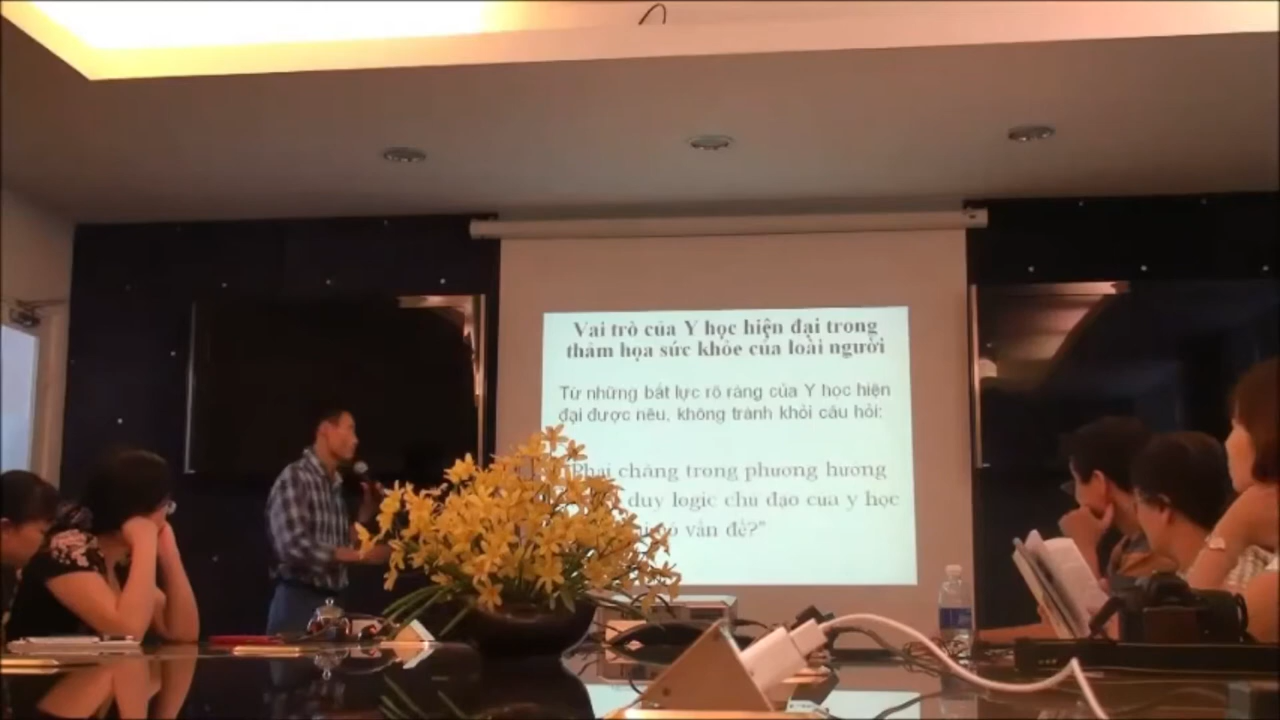 Vai trò của Y học hiện đại trong
thảm họa sức khỏe của loài người
Từ những bất lực rõ ràng của Y học hiện
đại được nêu, không tránh khỏi câu hỏi:
Phải chăng trong phương hướng
duy logic chủ đạo của y học
có vấn đề?"